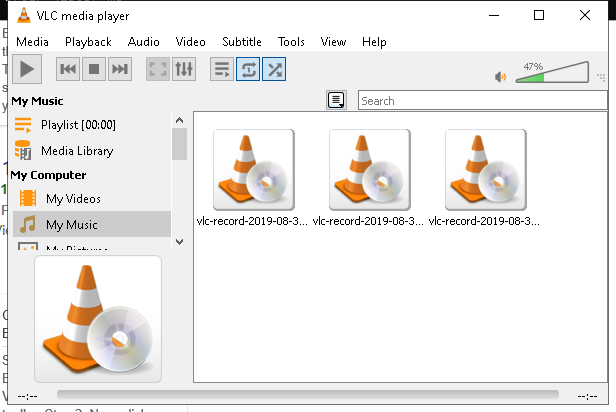 VLC media player
Media Playback Audio Video Subtitle Tools View Help
47%
My Music
Search
Playlist [00:00]
Media Library
My Computer
My Videos
My Music
vlc-record-2019-08-3... vlc-record-2019-08-3... vlc-record-2019-08-3...
--:-- --:--